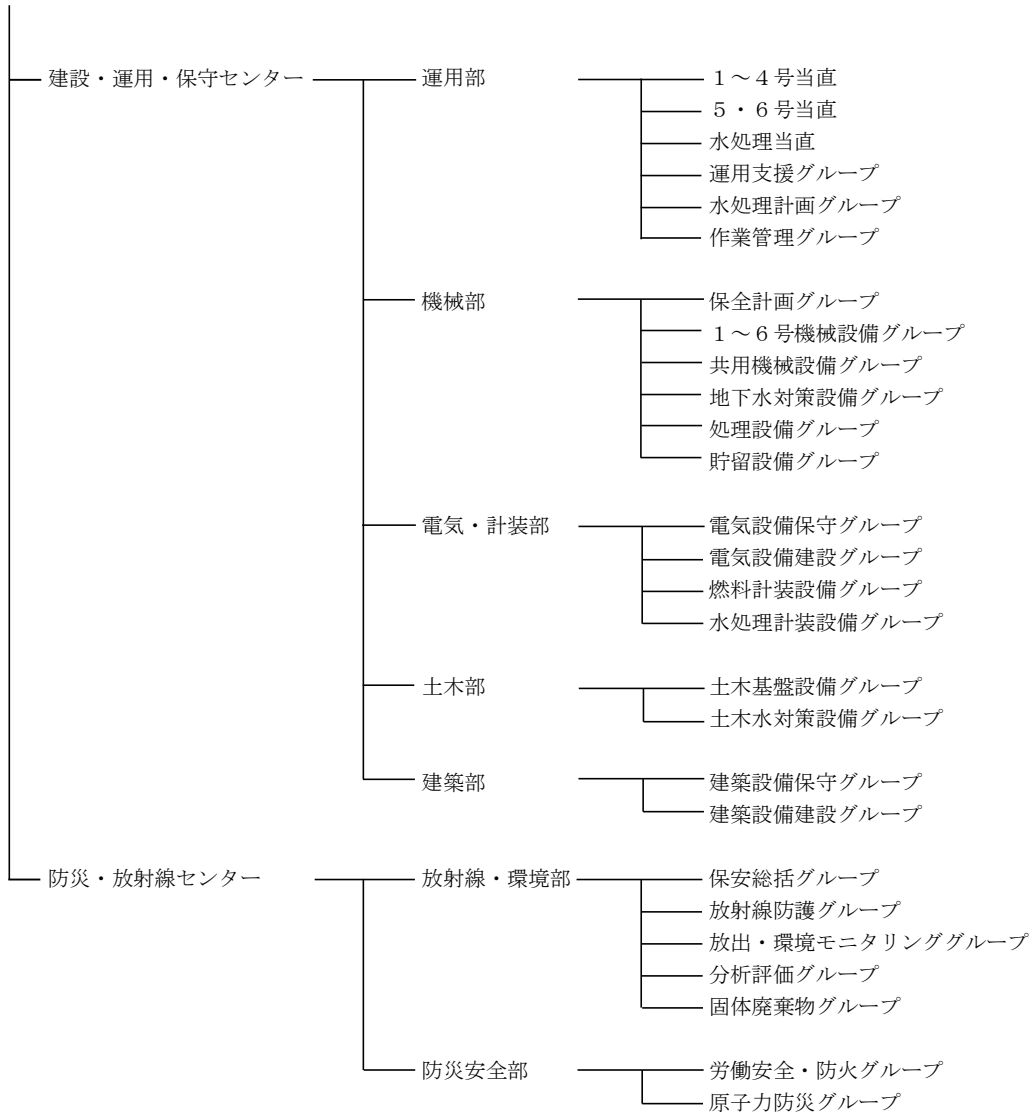 建設・運用・保守センター 運用部 1~4号当直
5・6号当直
水処理当直
運用支援グループ
水処理計画グループ
作業管理グループ
機械部 保全計画グループ
1~6号機械設備グループ
共用機械設備グループ
地下水対策設備グループ
処理設備グループ
貯留設備グループ
電気・計装部 電気設備保守グループ
電気設備建設グループ
燃料計装設備グループ
水処理計装設備グループ
土木部 土木基盤設備グループ
土木水対策設備グループ
建築部 建築設備保守グループ
建築設備建設グループ
防災・放射線センター 放射線・環境部 保安総括グループ
放射線防護グループ
放出・環境モニタリンググループ
分析評価グループ
固体廃棄物グループ
防災安全部 労働安全・防火グループ
原子力防災グループ